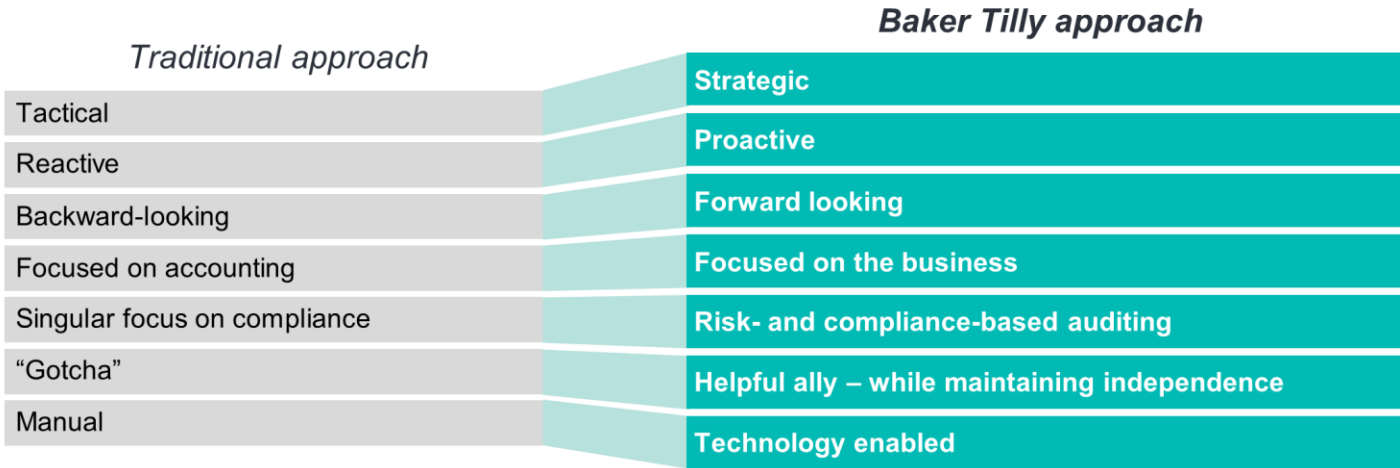 Baker Tilly approach
Traditional approach
Tactical
Strategic
Reactive
Proactive
Backward-looking
Forward looking
Focused on accounting
Focused on the business
Singular focus on compliance
Risk- and compliance-based auditing
“Gotcha”
Helpful ally – while maintaining independence
Manual
Technology enabled